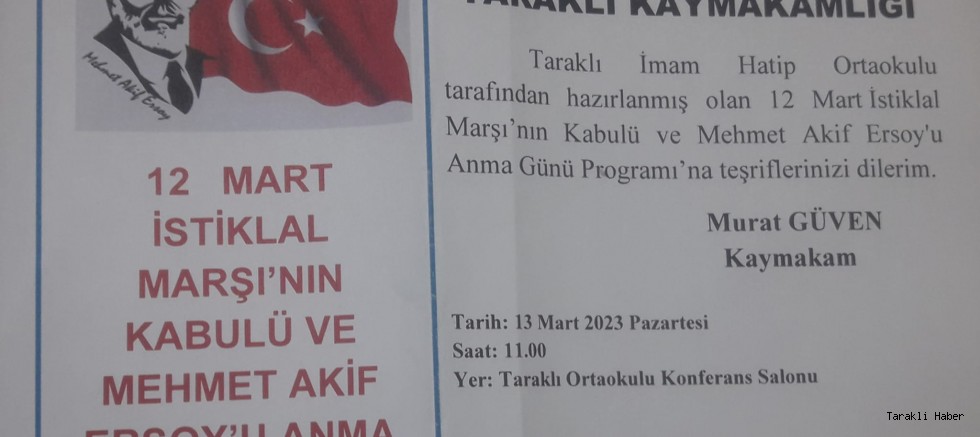 Mehmet Akif Ersoy
12 MART
İSTİKLAL
MARŞI'NIN
KABULÜ VE
MEHMET AKİF
ERSOY'U ANMA
TARAKLI KAYMAKAMLIĞI
Taraklı İmam Hatip Ortaokulu
tarafından hazırlanmış olan 12 Mart İstiklal
Marşı'nın Kabulü ve Mehmet Akif Ersoy'u
Anma Günü Programı'na teşriflerinizi dilerim.
Murat GÜVEN
Kaymakam
Tarih: 13 Mart 2023 Pazartesi
Saat: 11.00
Yer: Taraklı Ortaokulu Konferans Salonu
Tarakli Haber